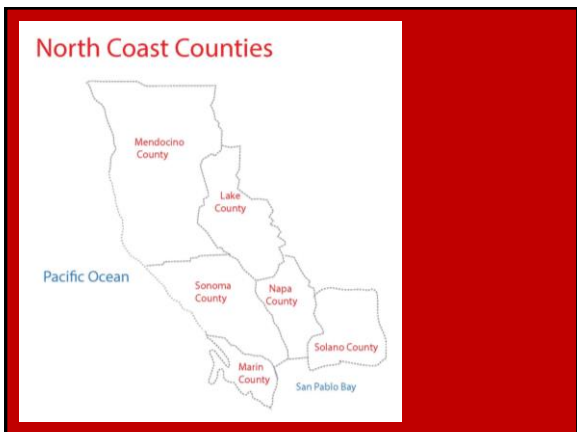 North Coast Counties
Mendocino
County
Lake
County
Pacific Ocean
Sonoma
County
Napa
County
Solano County
Marin
County
San Pablo Bay